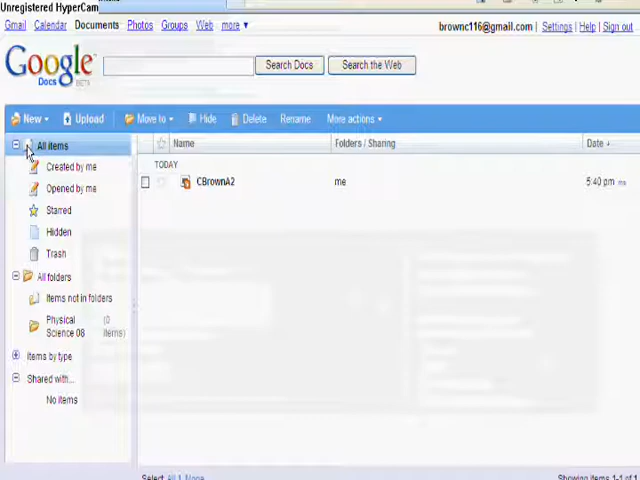 Unregistered HyperCam
Gmail Calendar Documents Photos Groups Web more ▼
brownc116@gmail.com | Settings | Help | Sign out
Google Docs BETA
Search Docs Search the Web
New Upload Move to Hide Delete Rename More actions
All items
Name Folders / Sharing Date
Created by me
TODAY
CBrownA2 me 5:40 pm me
Opened by me
Starred
Hidden
Trash
All folders
Items not in folders
Physical Science 08 (0 items)
Items by type
Shared with...
No items
Select: All 1, None
Showing items 1-1 of 1